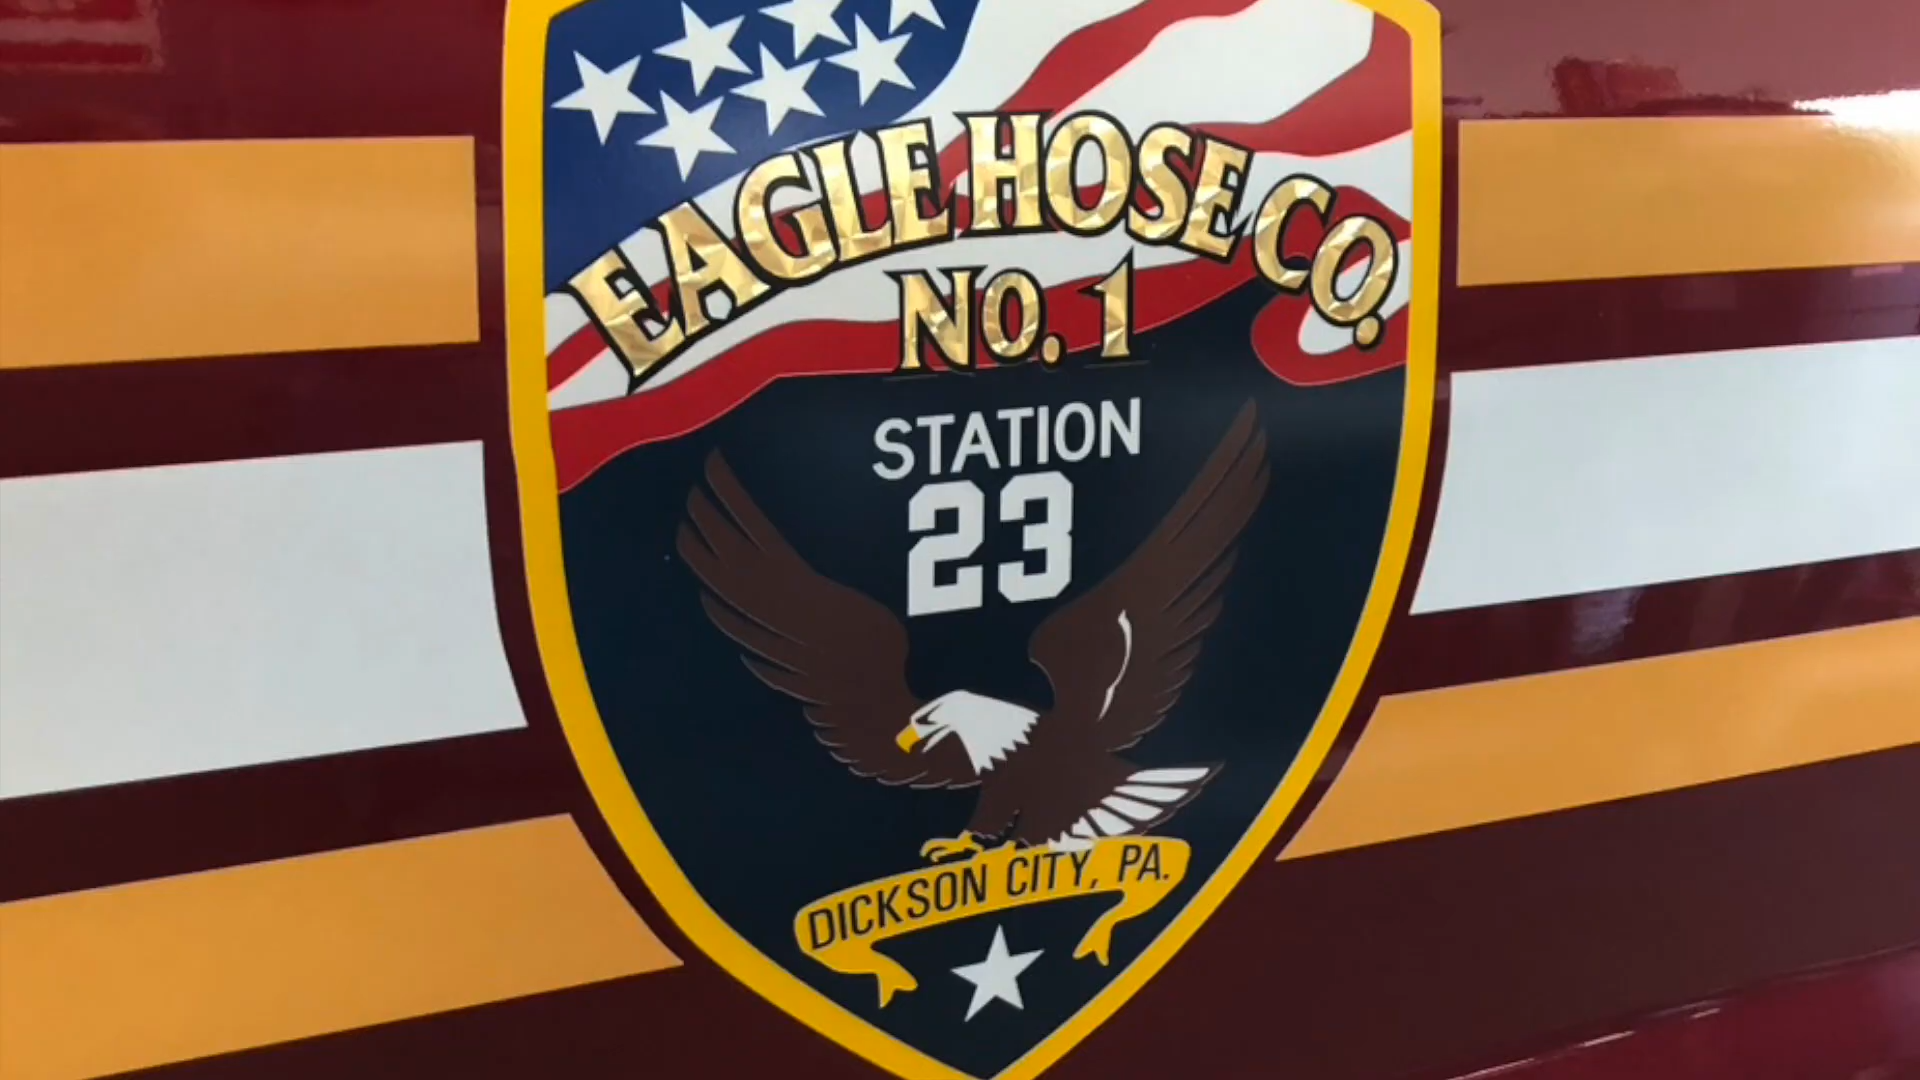 EAGLE HOSE CO.
NO. 1
STATION
23
DICKSON CITY, PA.